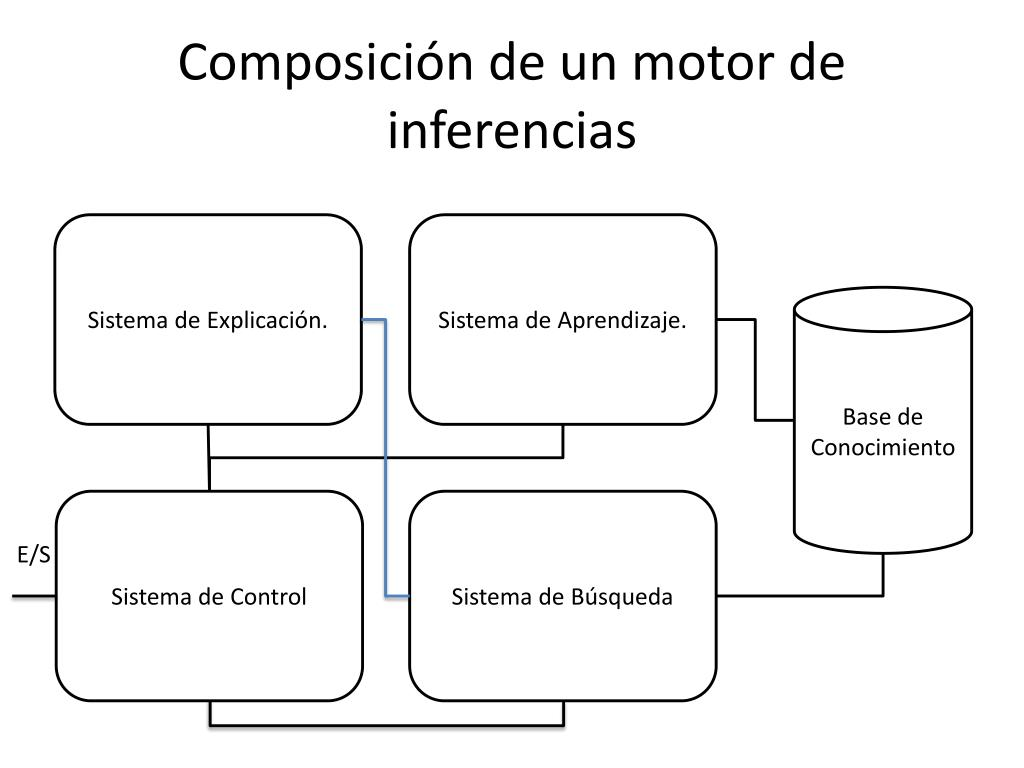 Composición de un motor de
inferencias
Sistema de Explicación.
Sistema de Aprendizaje.
Base de
Conocimiento
E/S
Sistema de Control
Sistema de Búsqueda